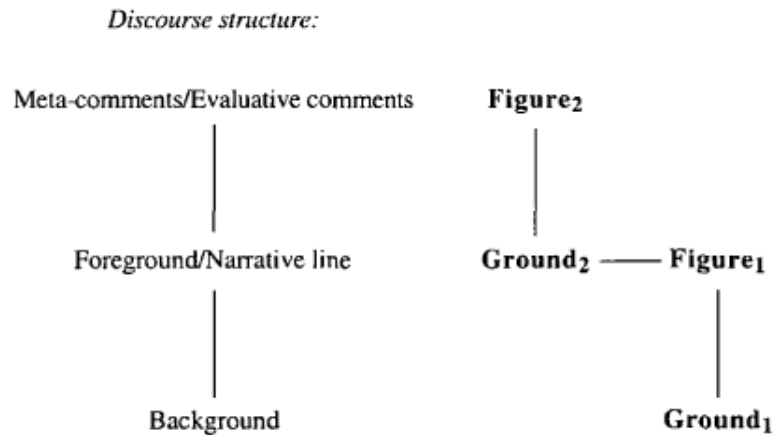 Discourse structure:
Meta-comments/Evaluative comments Figure₂
Foreground/Narrative line Ground₂ Figure₁
Background Ground₁